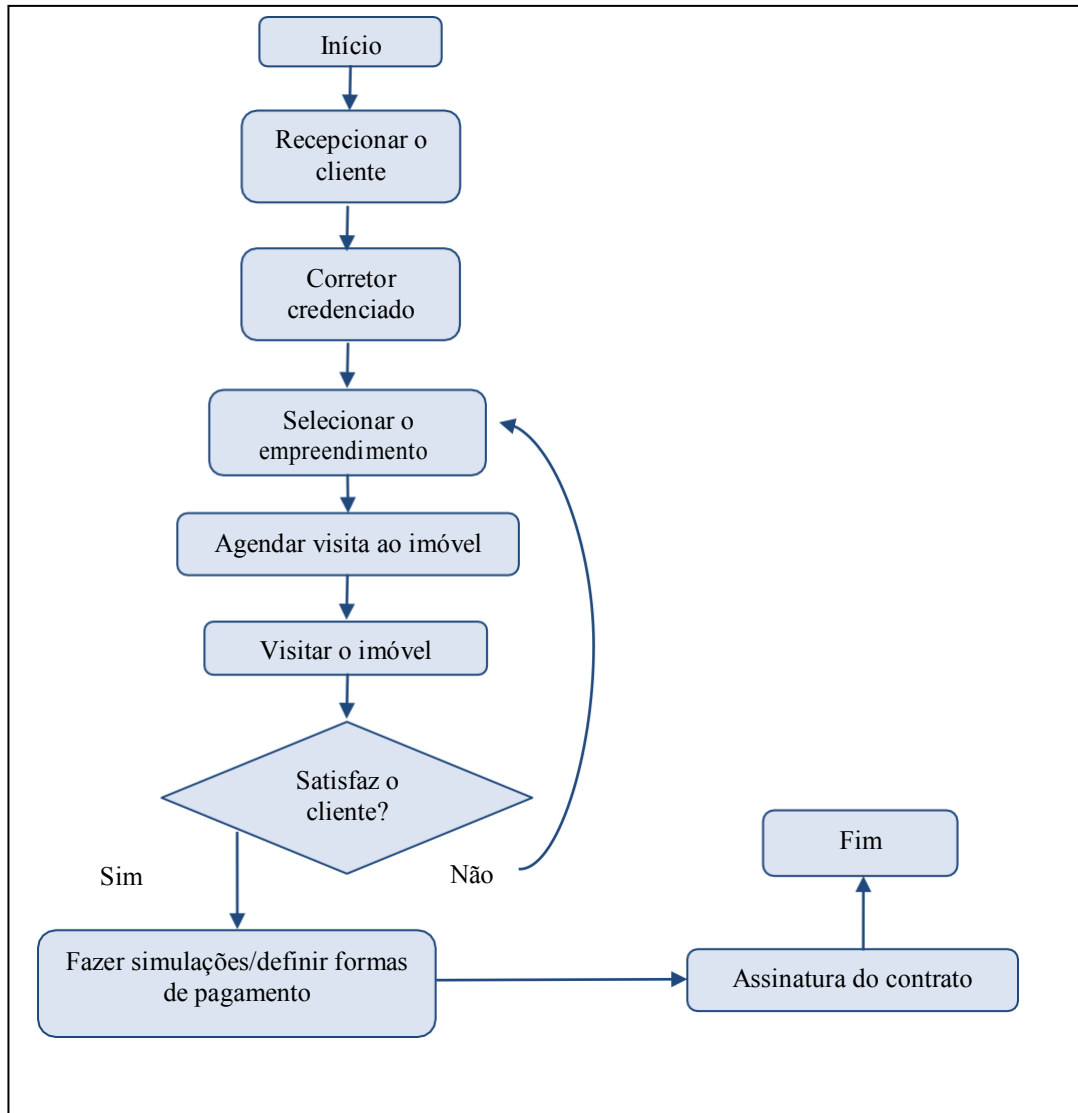 Início
Recepcionar o
cliente
Corretor
credenciado
Selecionar o
empreendimento
Agendar visita ao imóvel
Visitar o imóvel
Satisfaz o
cliente?
Sim
Não
Fazer simulações/definir formas
de pagamento
Assinatura do contrato
Fim